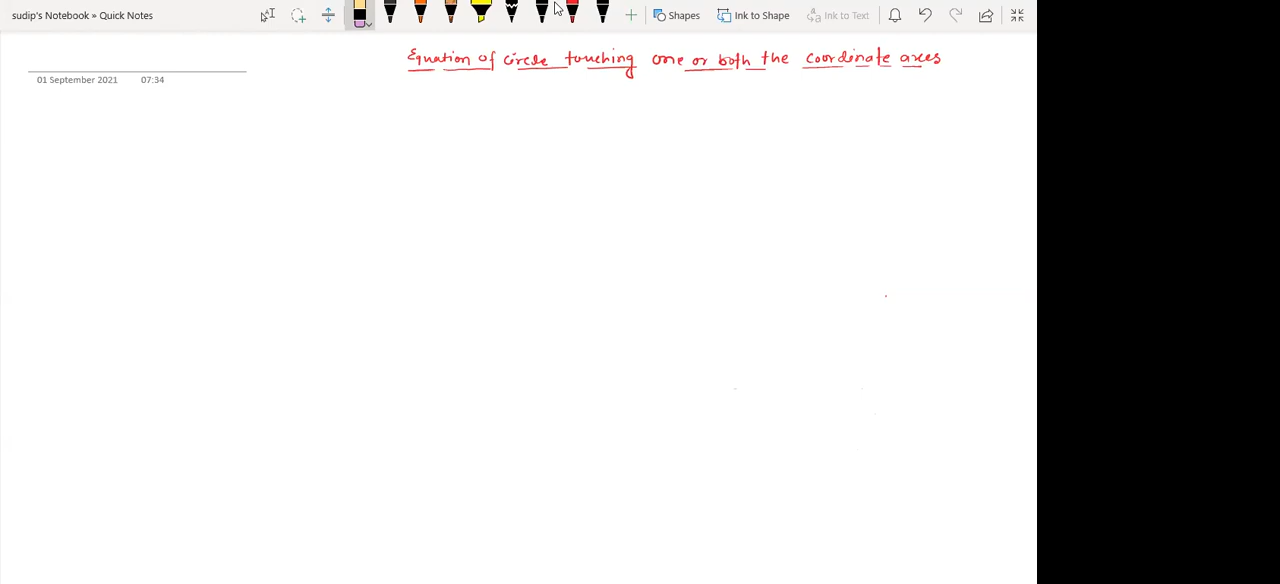 sudip's Notebook » Quick Notes
Shapes
Ink to Shape
Ink to Text
Equation of circle touching one or both the coordinate axes
01 September 2021 07:34